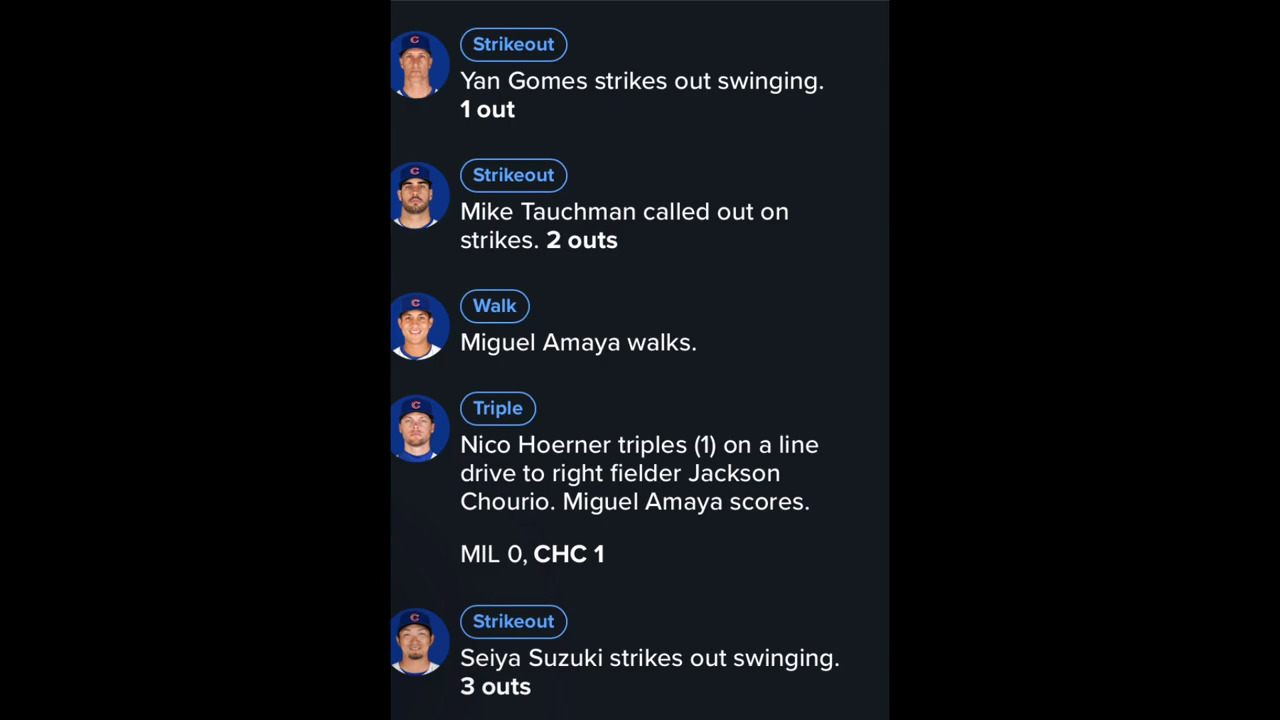 Strikeout
Yan Gomes strikes out swinging.
1 out
Strikeout
Mike Tauchman called out on
strikes. 2 outs
Walk
Miguel Amaya walks.
Triple
Nico Hoerner triples (1) on a line
drive to right fielder Jackson
Chourio. Miguel Amaya scores.
MIL 0, CHC 1
Strikeout
Seiya Suzuki strikes out swinging.
3 outs